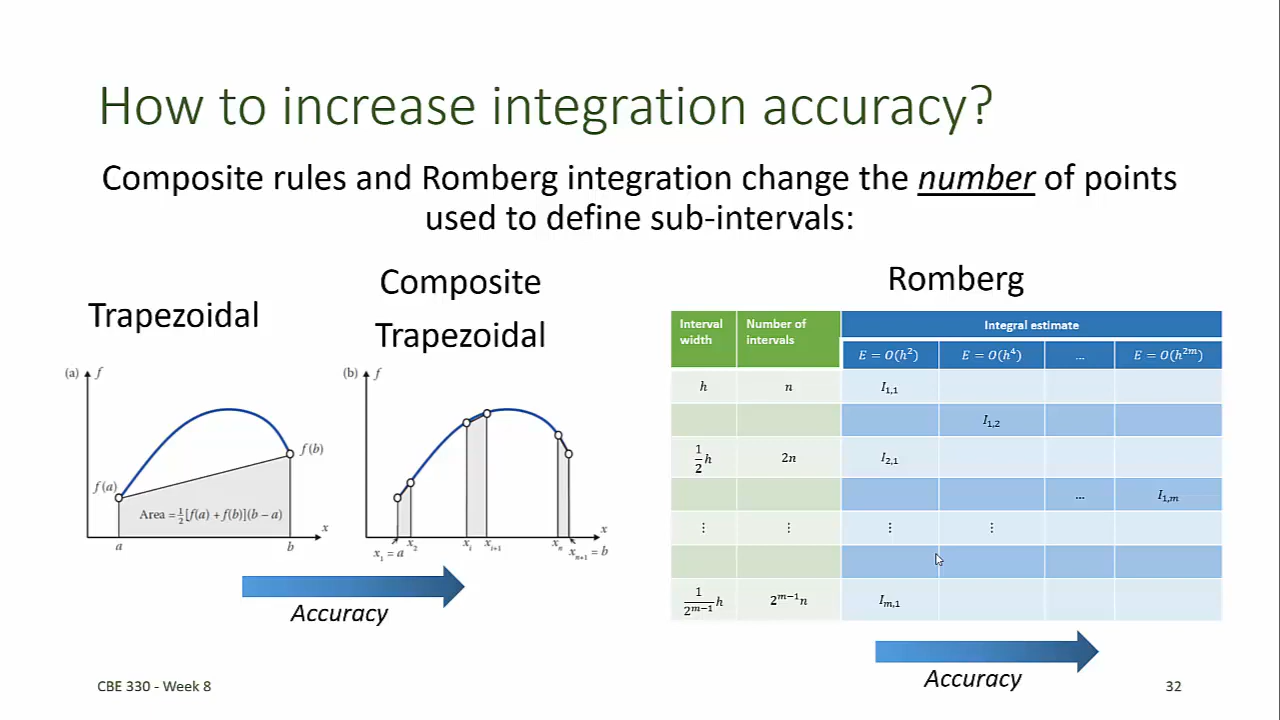 How to increase integration accuracy?
Composite rules and Romberg integration change the number of points
used to define sub-intervals:
Trapezoidal
Composite
Trapezoidal
Romberg
(a)
f
f(a)
f(b)
Area = ½[f(a) + f(b)](b − a)
a
b
x
(b)
f
x₁ = a
x₂
xᵢ
xᵢ₊₁
xₙ
xₙ₊₁ = b
x
Accuracy
Interval width
Number of intervals
Integral estimate
E = O(h²)
E = O(h⁴)
...
E = O(h²ᵐ)
h
n
I₁,₁
I₁,₂
½h
2n
I₂,₁
...
I₁,ₘ
⋮ ⋮ ⋮ ⋮
1/2ᵐ⁻¹ h
2ᵐ⁻¹n
Iₘ,₁
Accuracy
CBE 330 - Week 8
32